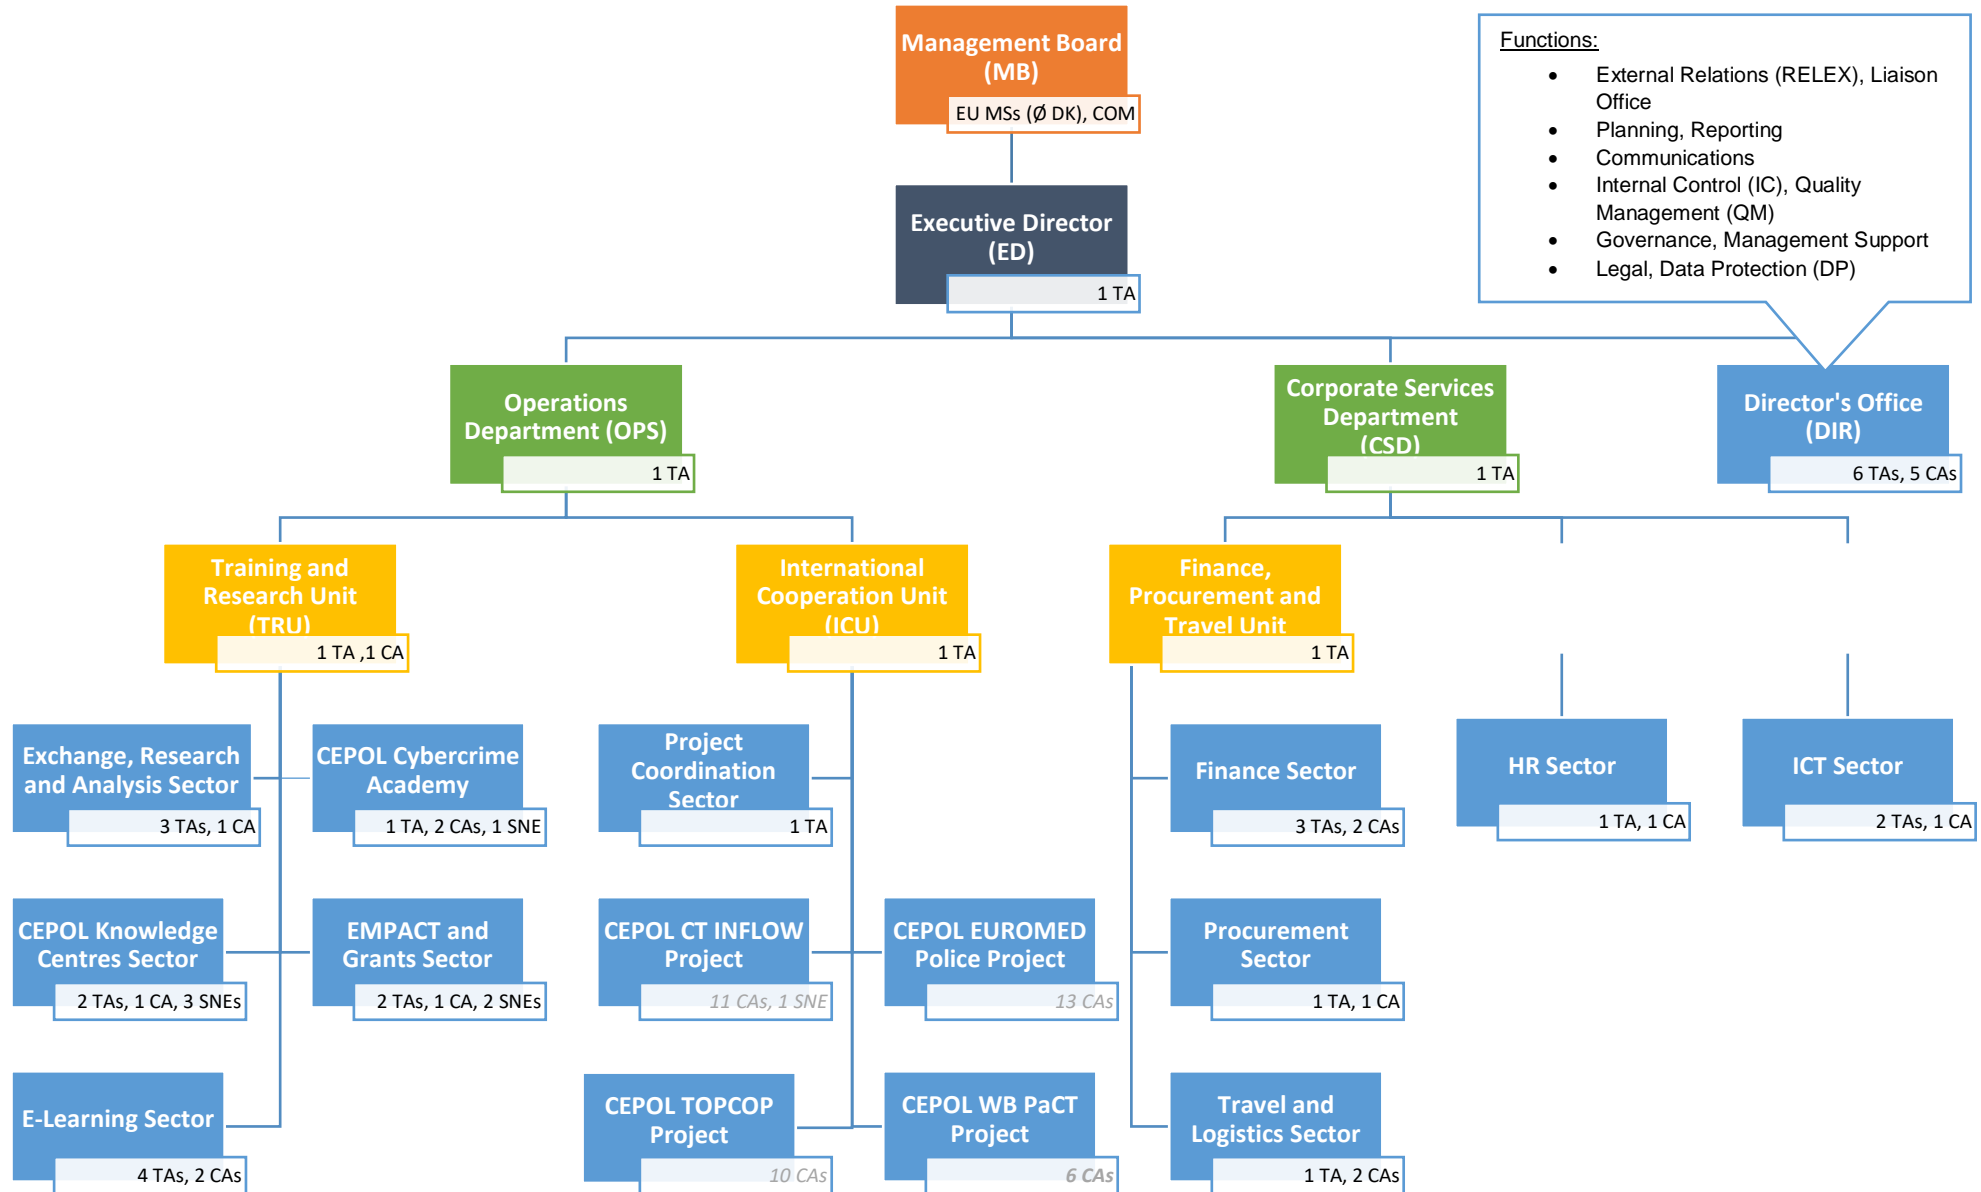 Management Board
(MB)
EU MSs (Ø DK), COM
Functions:
• External Relations (RELEX), Liaison
Office
• Planning, Reporting
• Communications
• Internal Control (IC), Quality
Management (QM)
• Governance, Management Support
• Legal, Data Protection (DP)
Executive Director
(ED)
1 TA
Operations
Department (OPS)
1 TA
Corporate Services
Department
(CSD)
1 TA
Director's Office
(DIR)
6 TAs, 5 CAs
Training and
Research Unit
(TRU)
1 TA ,1 CA
International
Cooperation Unit
(ICU)
1 TA
Finance,
Procurement and
Travel Unit
1 TA
Exchange, Research
and Analysis Sector
3 TAs, 1 CA
CEPOL Cybercrime
Academy
1 TA, 2 CAs, 1 SNE
Project
Coordination
Sector
1 TA
Finance Sector
3 TAs, 2 CAs
HR Sector
1 TA, 1 CA
ICT Sector
2 TAs, 1 CA
CEPOL Knowledge
Centres Sector
2 TAs, 1 CA, 3 SNEs
EMPACT and
Grants Sector
2 TAs, 1 CA, 2 SNEs
CEPOL CT INFLOW
Project
11 CAs, 1 SNE
CEPOL EUROMED
Police Project
13 CAs
Procurement
Sector
1 TA, 1 CA
E-Learning Sector
4 TAs, 2 CAs
CEPOL TOPCOP
Project
10 CAs
CEPOL WB PaCT
Project
6 CAs
Travel and
Logistics Sector
1 TA, 2 CAs